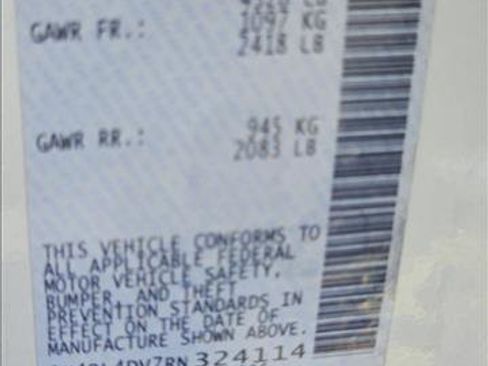 GAWR FR.: 1097 KG
2418 LB
GAWR RR.: 945 KG
2083 LB
THIS VEHICLE CONFORMS TO
ALL APPLICABLE FEDERAL
MOTOR VEHICLE SAFETY,
BUMPER, AND THEFT
PREVENTION STANDARDS IN
EFFECT ON THE DATE OF
MANUFACTURE SHOWN ABOVE.
324114